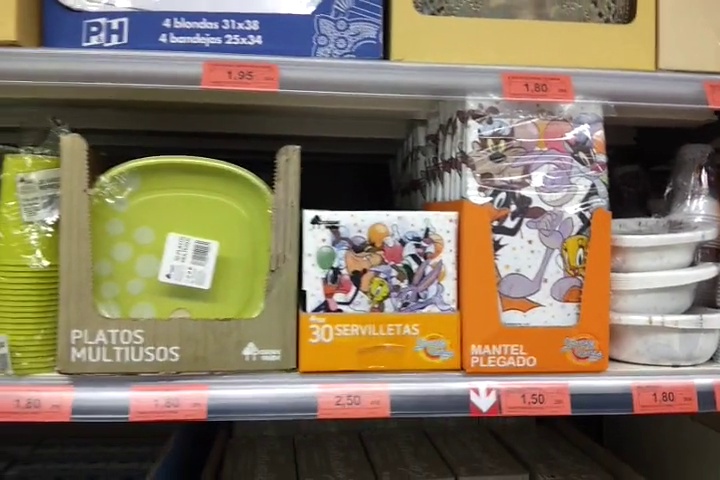 PH
4 blondas 31x38
4 bandejas 25x34
1,95
1,80
PLATOS
MULTIUSOS
30 SERVILLETAS
MANTEL
PLEGADO
1,80
1,80
2,50
1,50
1,80